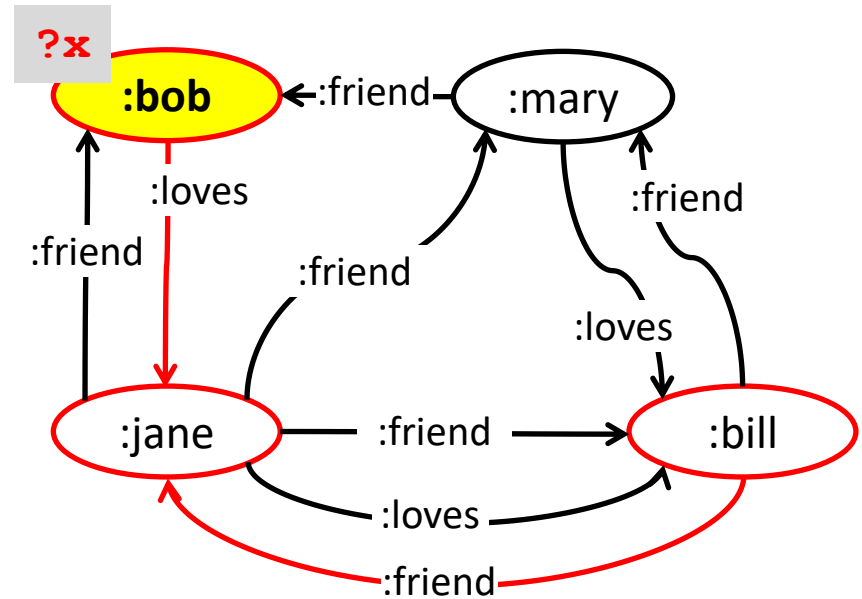 ?x
:bob
:friend
:mary
:loves
:friend
:friend
:friend
:loves
:jane
:friend
:bill
:loves
:friend